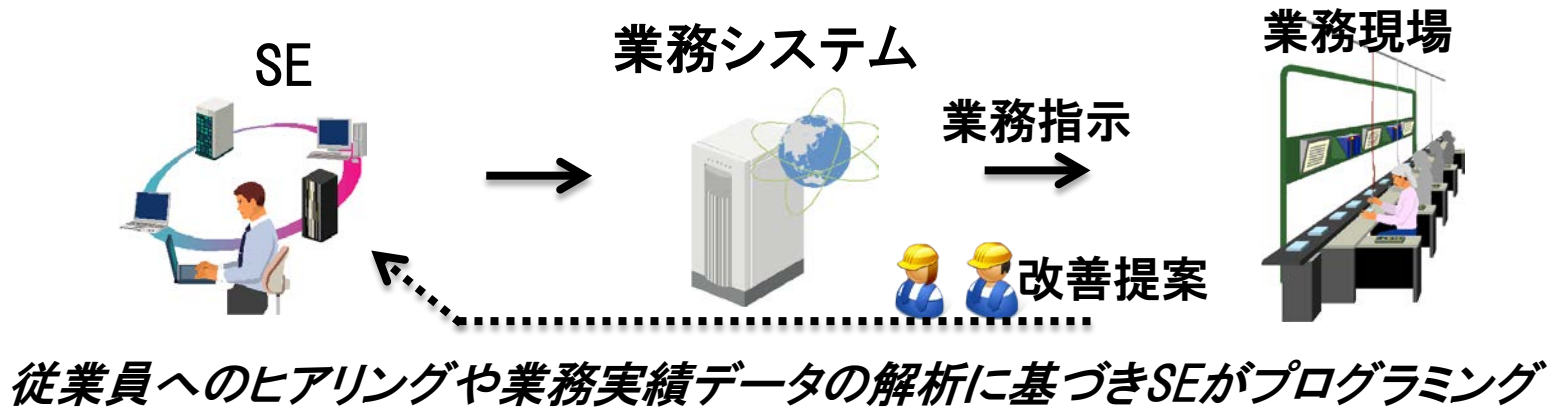 SE
業務システム
業務現場
業務指示
改善提案
従業員へのヒアリングや業務実績データの解析に基づきSEがプログラミング